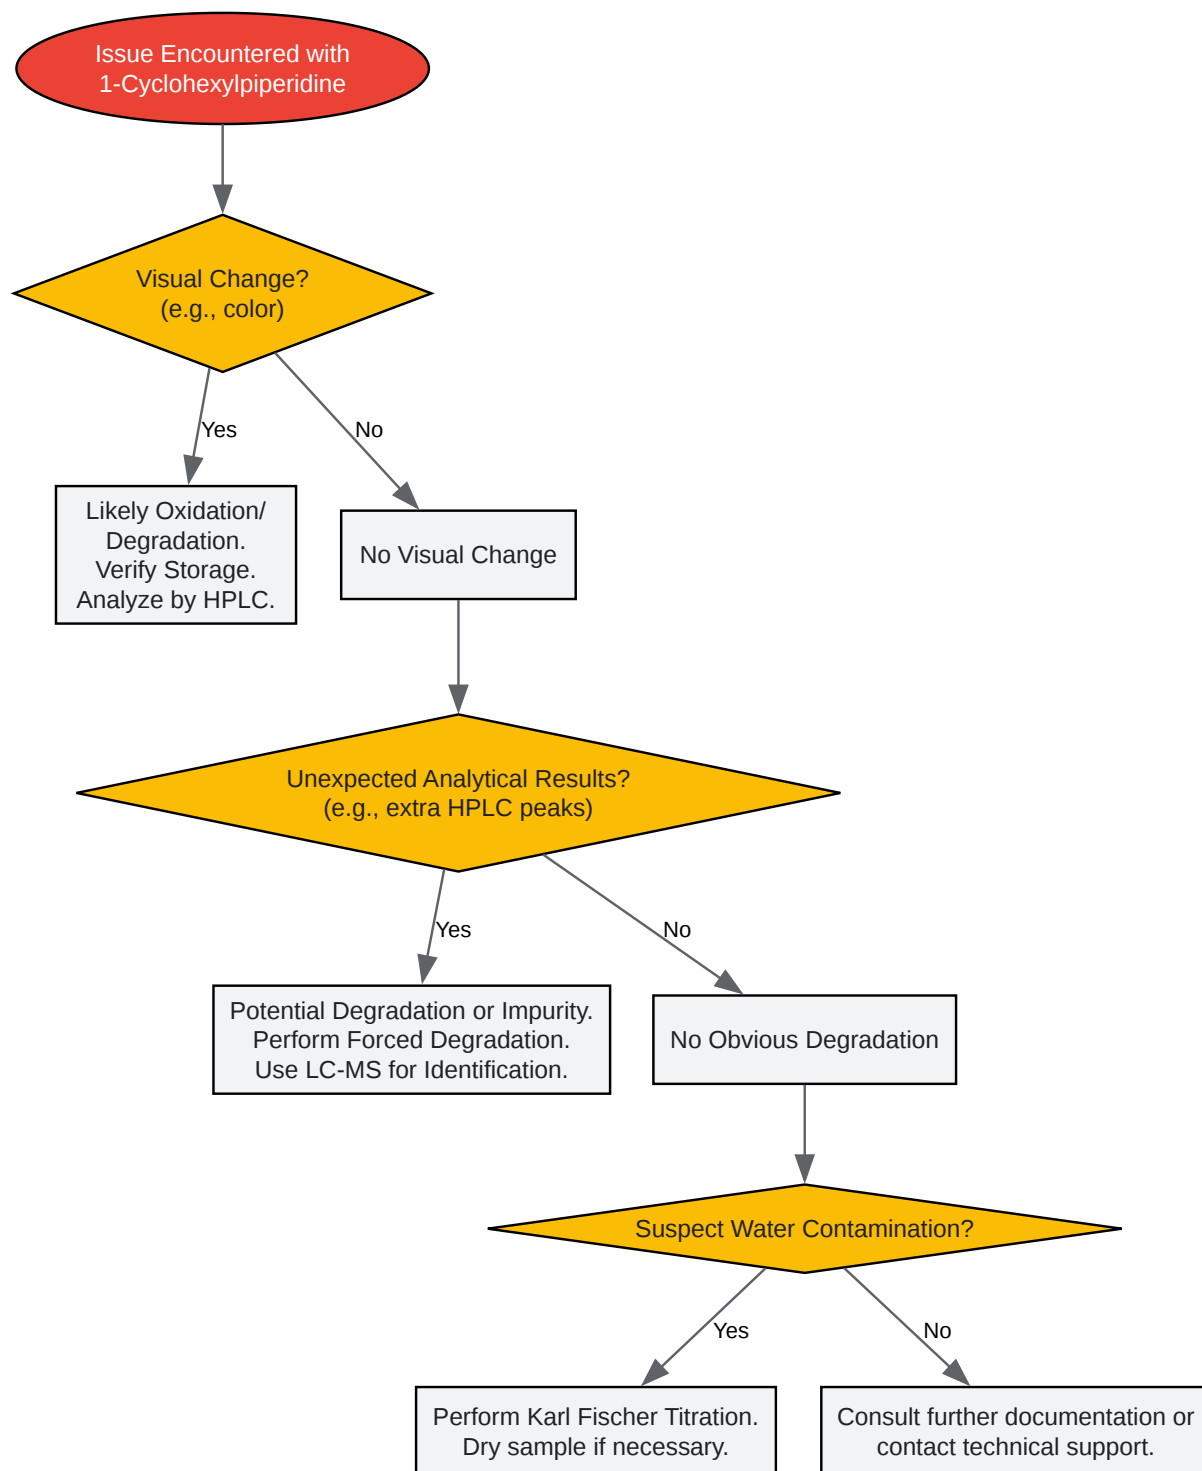 Issue Encountered with
1-Cyclohexylpiperidine
Visual Change?
(e.g., color)
Yes
No
Likely Oxidation/
Degradation.
Verify Storage.
Analyze by HPLC.
No Visual Change
Unexpected Analytical Results?
(e.g., extra HPLC peaks)
Yes
No
Potential Degradation or Impurity.
Perform Forced Degradation.
Use LC-MS for Identification.
No Obvious Degradation
Suspect Water Contamination?
Yes
No
Perform Karl Fischer Titration.
Dry sample if necessary.
Consult further documentation or
contact technical support.